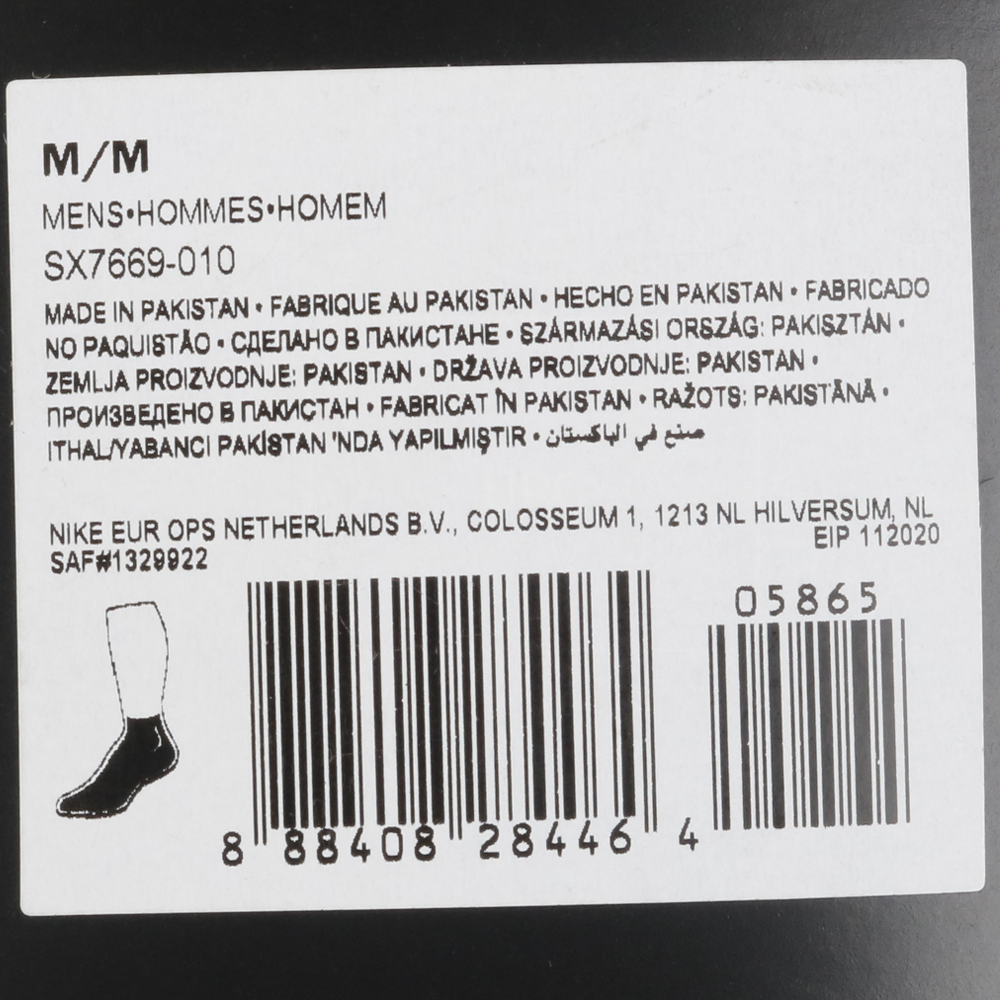 M/M
MENS•HOMMES•HOMEM
SX7669-010
MADE IN PAKISTAN • FABRIQUE AU PAKISTAN • HECHO EN PAKISTAN • FABRICADO
NO PAQUISTÃO • СДЕЛАНО В ПАКИСТАНЕ • SZÁRMAZÁSI ORSZÁG: PAKISZTÁN •
ZEMLJA PROIZVODNJE: PAKISTAN • DRŽAVA PROIZVODNJE: PAKISTAN •
ПРОИЗВЕДЕНО В ПАКИСТАН • FABRICAT ÎN PAKISTAN • RAŽOTS: PAKISTĀNĀ •
ITHAL/YABANCI PAKİSTAN 'NDA YAPILMIŞTIR • صنع في الباكستان
NIKE EUR OPS NETHERLANDS B.V., COLOSSEUM 1, 1213 NL HILVERSUM, NL
EIP 112020
SAF#1329922
05865
8 88408 28446 4